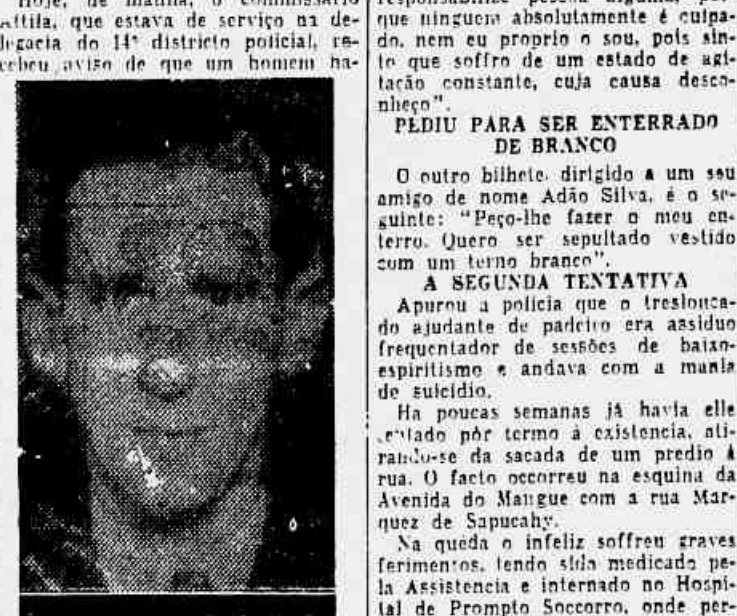 Hoje, de manhã, o commissario
Attila, que estava de serviço na de-
legacia do 14° districto policial, re-
cebeu aviso de que um homem ha-
que ninguem absolutamente é culpa-
do, nem eu proprio o sou, pois sin-
to que soffro de um estado de agi-
tação constante, cuja causa desco-
nheço".
PEDIU PARA SER ENTERRADO
DE BRANCO
O outro bilhete, dirigido a um seu
amigo de nome Adão Silva, é o se-
guinte: "Peço-lhe fazer o meu en-
terro. Quero ser sepultado vestido
com um terno branco".
A SEGUNDA TENTATIVA
Apurou a policia que o tresiouca-
do ajudante de padeiro era assiduo
frequentador de sessões de baixo-
espiritismo e andava com a mania
de suicidio.
Ha poucas semanas já havia elle
tentado pôr termo á existencia, ati-
rando-se da sacada de um predio á
rua. O facto occorreu na esquina da
Avenida do Mangue com a rua Mar-
quez de Sapucahy.
Na quéda o infeliz soffreu graves
ferimentos, tendo sido medicado pe-
la Assistencia e internado no Hospi-
tal de Prompto Soccorro, onde per-